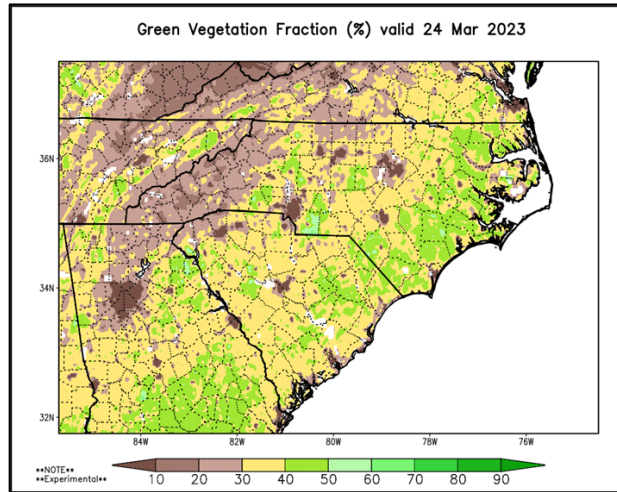 Green Vegetation Fraction (%) valid 24 Mar 2023
36N
34N
32N
84W 82W 80W 78W 76W
**NOTE**
**Experimental**
10 20 30 40 50 60 70 80 90